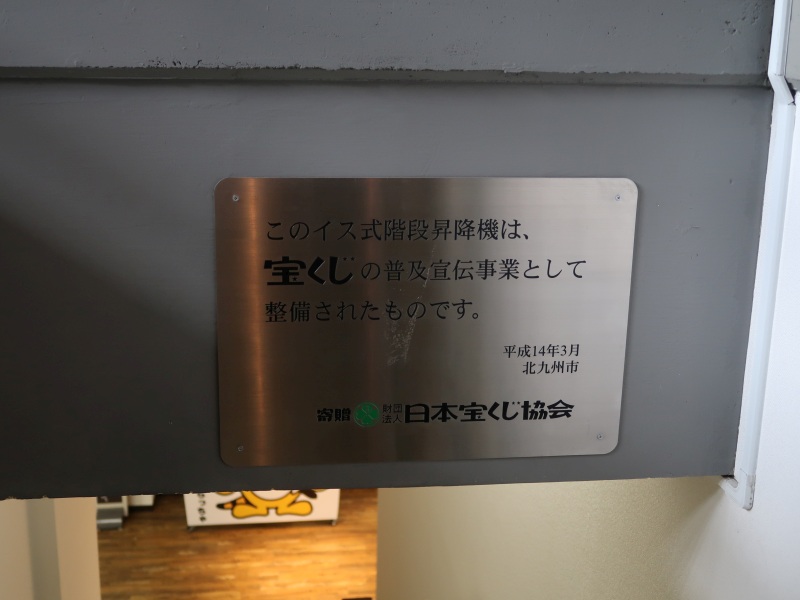 このイス式階段昇降機は、
宝くじの普及宣伝事業として
整備されたものです。
平成14年3月
北九州市
寄贈 財団法人 日本宝くじ協会